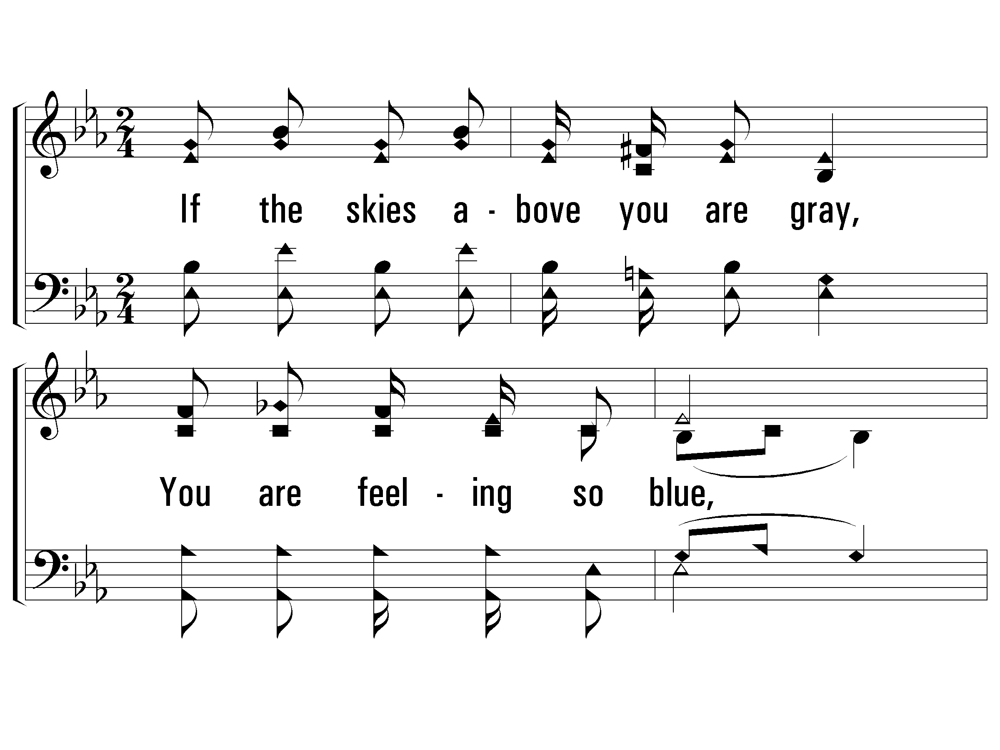 If the skies a - bove you are gray,
You are feel - ing so blue,